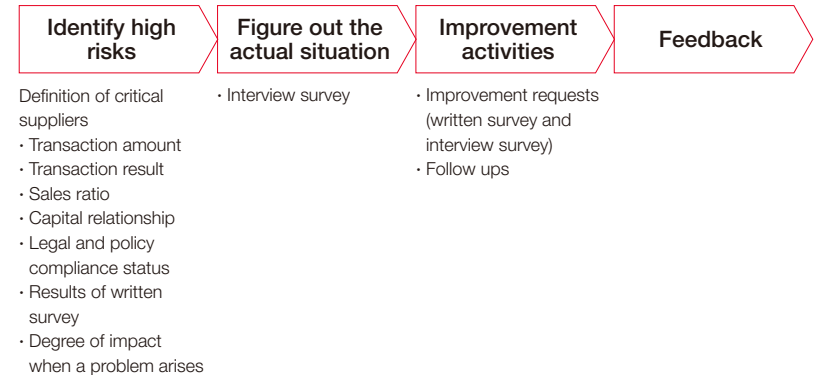 Identify high
risks
Definition of critical
suppliers
· Transaction amount
· Transaction result
· Sales ratio
· Capital relationship
· Legal and policy
compliance status
· Results of written
survey
· Degree of impact
when a problem arises
Figure out the
actual situation
· Interview survey
Improvement
activities
· Improvement requests
(written survey and
interview survey)
· Follow ups
Feedback